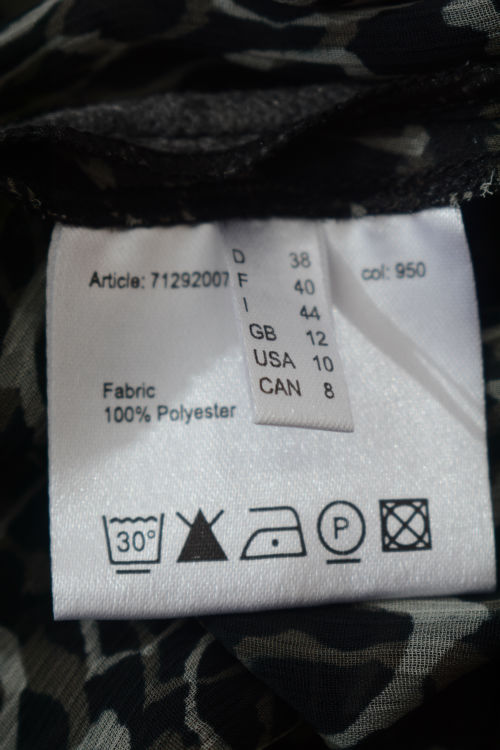 Article: 71292007
col: 950
D 38
F 40
I 44
GB 12
USA 10
CAN 8
Fabric
100% Polyester
30°
P